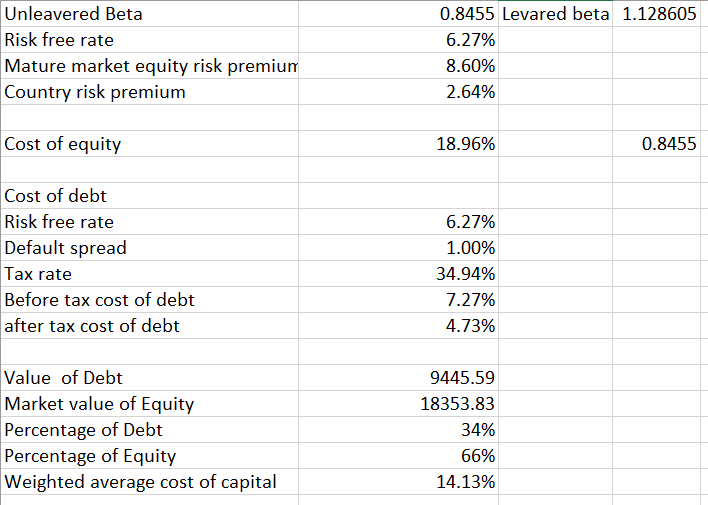 Unleavered Beta 0.8455 Levared beta 1.128605
Risk free rate 6.27%
Mature market equity risk premium 8.60%
Country risk premium 2.64%
Cost of equity 18.96% 0.8455
Cost of debt
Risk free rate 6.27%
Default spread 1.00%
Tax rate 34.94%
Before tax cost of debt 7.27%
after tax cost of debt 4.73%
Value of Debt 9445.59
Market value of Equity 18353.83
Percentage of Debt 34%
Percentage of Equity 66%
Weighted average cost of capital 14.13%